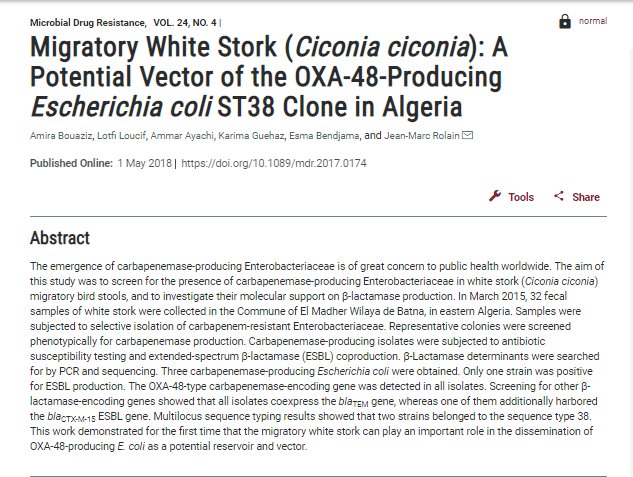 Microbial Drug Resistance, VOL. 24, NO. 4 |
normal
Migratory White Stork (Ciconia ciconia): A
Potential Vector of the OXA-48-Producing
Escherichia coli ST38 Clone in Algeria
Amira Bouaziz, Lotfi Loucif, Ammar Ayachi, Karima Guehaz, Esma Bendjama, and Jean-Marc Rolain
Published Online: 1 May 2018 | https://doi.org/10.1089/mdr.2017.0174
Tools Share
Abstract
The emergence of carbapenemase-producing Enterobacteriaceae is of great concern to public health worldwide. The aim of
this study was to screen for the presence of carbapenemase-producing Enterobacteriaceae in white stork (Ciconia ciconia)
migratory bird stools, and to investigate their molecular support on β-lactamase production. In March 2015, 32 fecal
samples of white stork were collected in the Commune of El Madher Wilaya de Batna, in eastern Algeria. Samples were
subjected to selective isolation of carbapenem-resistant Enterobacteriaceae. Representative colonies were screened
phenotypically for carbapenemase production. Carbapenemase-producing isolates were subjected to antibiotic
susceptibility testing and extended-spectrum β-lactamase (ESBL) coproduction. β-Lactamase determinants were searched
for by PCR and sequencing. Three carbapenemase-producing Escherichia coli were obtained. Only one strain was positive
for ESBL production. The OXA-48-type carbapenemase-encoding gene was detected in all isolates. Screening for other β-
lactamase-encoding genes showed that all isolates coexpress the blaTEM gene, whereas one of them additionally harbored
the blaCTX-M-15 ESBL gene. Multilocus sequence typing results showed that two strains belonged to the sequence type 38.
This work demonstrated for the first time that the migratory white stork can play an important role in the dissemination of
OXA-48-producing E. coli as a potential reservoir and vector.